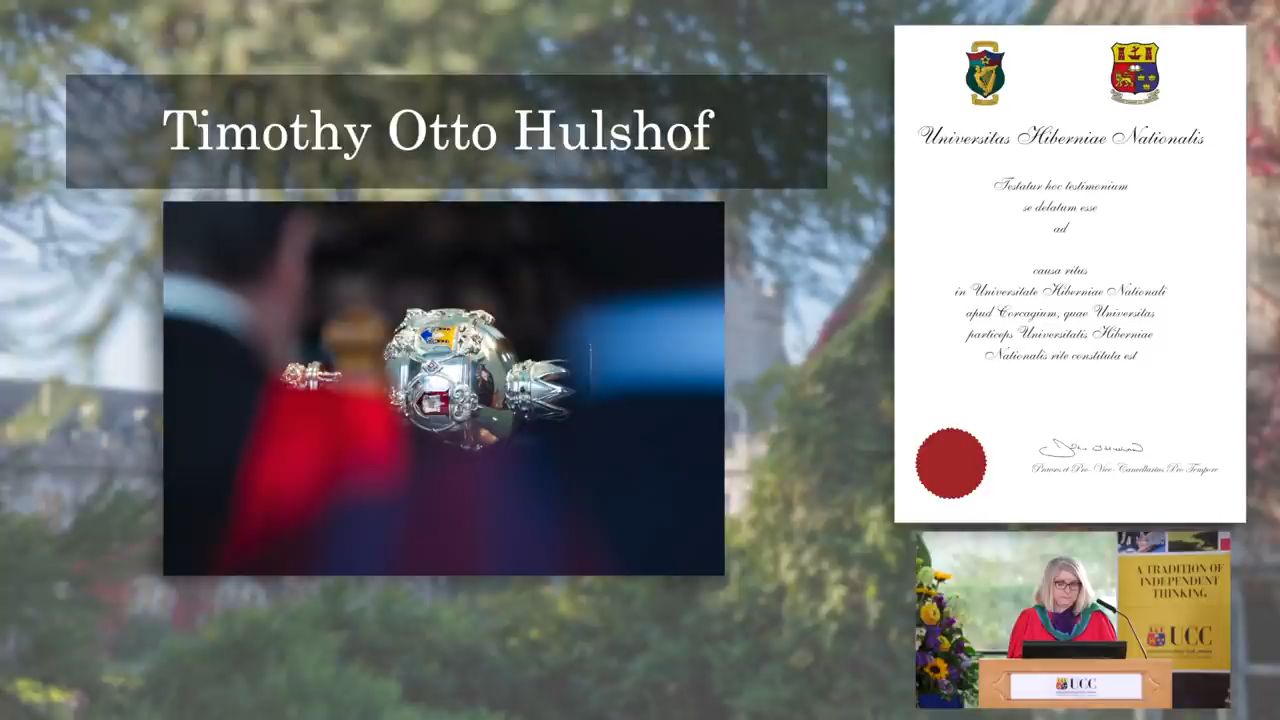 Timothy Otto Hulshof
Universitas Hiberniae Nationalis
Testatur hoc testimonium
se delatum esse
ad
causa ritus
in Universitate Hiberniae Nationali
apud Corcagium, quae Universitas
particeps Universitatis Hiberniae
Nationalis rite constituta est
Praeses et Pro-Vice-Cancellarius, Pro Tempore
A TRADITION OF
INDEPENDENT
THINKING
UCC
UCC